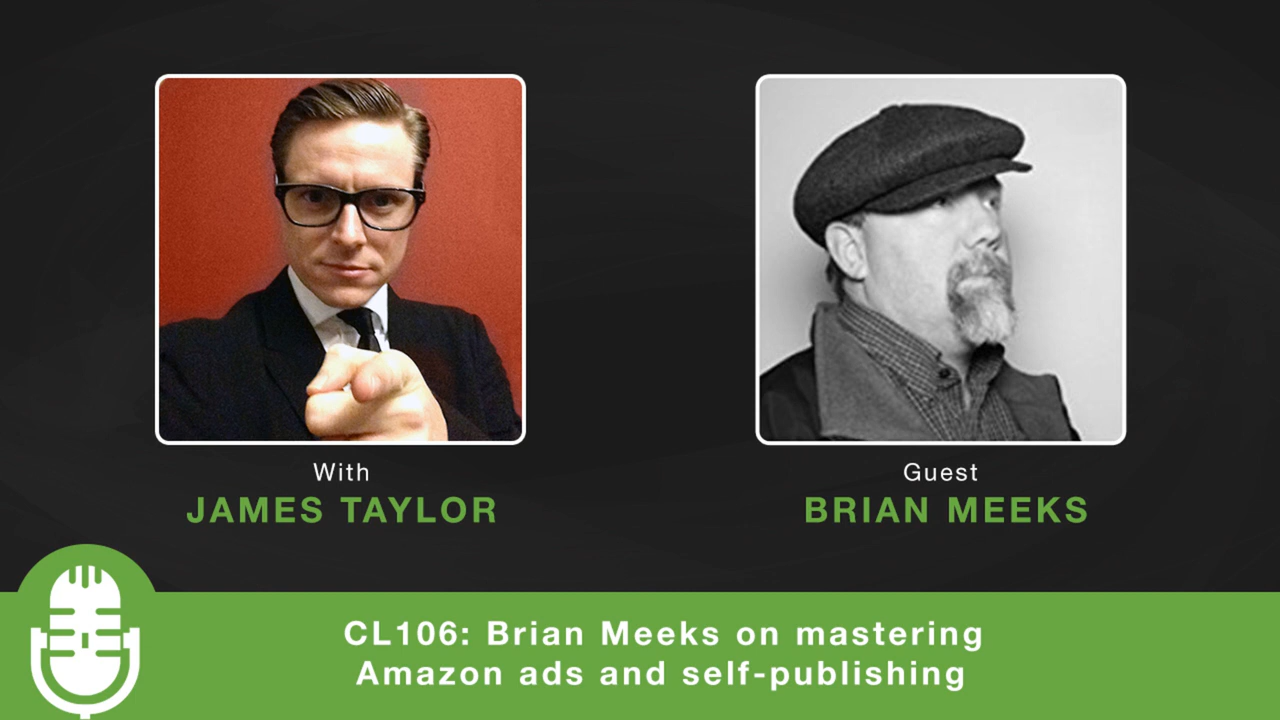 With
JAMES TAYLOR
Guest
BRIAN MEEKS
CL106: Brian Meeks on mastering
Amazon ads and self-publishing